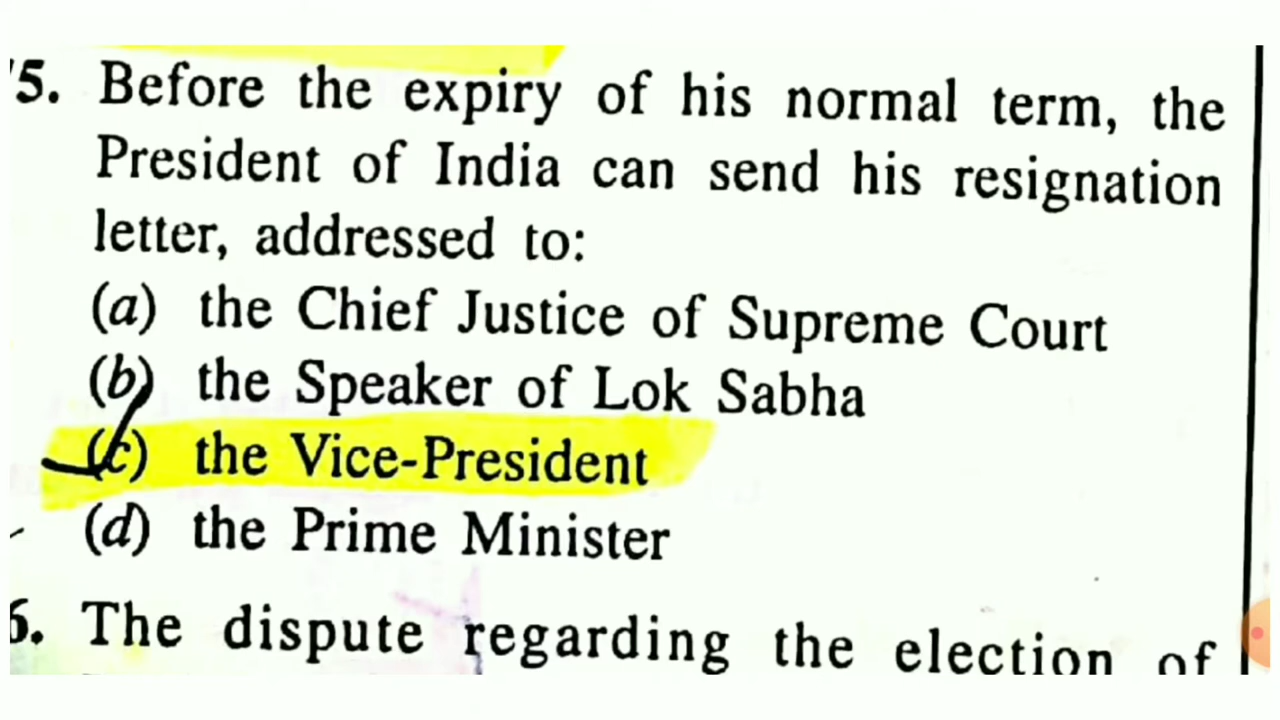 5. Before the expiry of his normal term, the
President of India can send his resignation
letter, addressed to:
(a) the Chief Justice of Supreme Court
(b) the Speaker of Lok Sabha
(c) the Vice-President
(d) the Prime Minister
6. The dispute regarding the election of